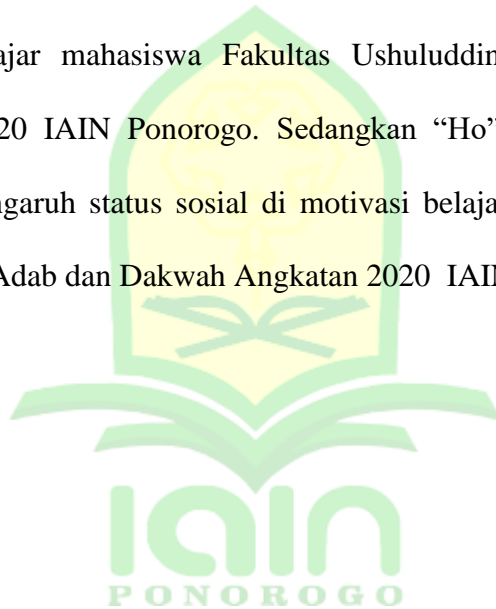 ajar mahasiswa Fakultas Ushuluddin
20 IAIN Ponorogo. Sedangkan “Ho”
ngaruh status sosial di motivasi belaja
Adab dan Dakwah Angkatan 2020 IAIN
iain
PONOROGO